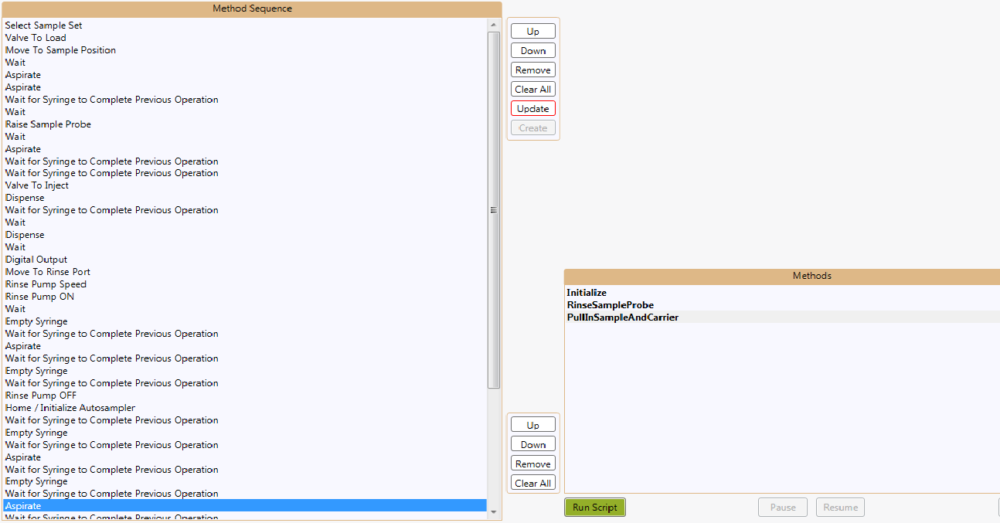 Method Sequence
Select Sample Set
Valve To Load
Move To Sample Position
Wait
Aspirate
Aspirate
Wait for Syringe to Complete Previous Operation
Wait
Raise Sample Probe
Wait
Aspirate
Wait for Syringe to Complete Previous Operation
Wait for Syringe to Complete Previous Operation
Valve To Inject
Dispense
Wait for Syringe to Complete Previous Operation
Wait
Dispense
Wait
Digital Output
Move To Rinse Port
Rinse Pump Speed
Rinse Pump ON
Wait
Empty Syringe
Wait for Syringe to Complete Previous Operation
Aspirate
Wait for Syringe to Complete Previous Operation
Empty Syringe
Wait for Syringe to Complete Previous Operation
Rinse Pump OFF
Home / Initialize Autosampler
Wait for Syringe to Complete Previous Operation
Empty Syringe
Wait for Syringe to Complete Previous Operation
Aspirate
Wait for Syringe to Complete Previous Operation
Empty Syringe
Wait for Syringe to Complete Previous Operation
Aspirate
Wait for Syringe to Complete Previous Operation
Up
Down
Remove
Clear All
Update
Create
Up
Down
Remove
Clear All
Methods
Initialize
RinseSampleProbe
PullInSampleAndCarrier
Run Script
Pause
Resume